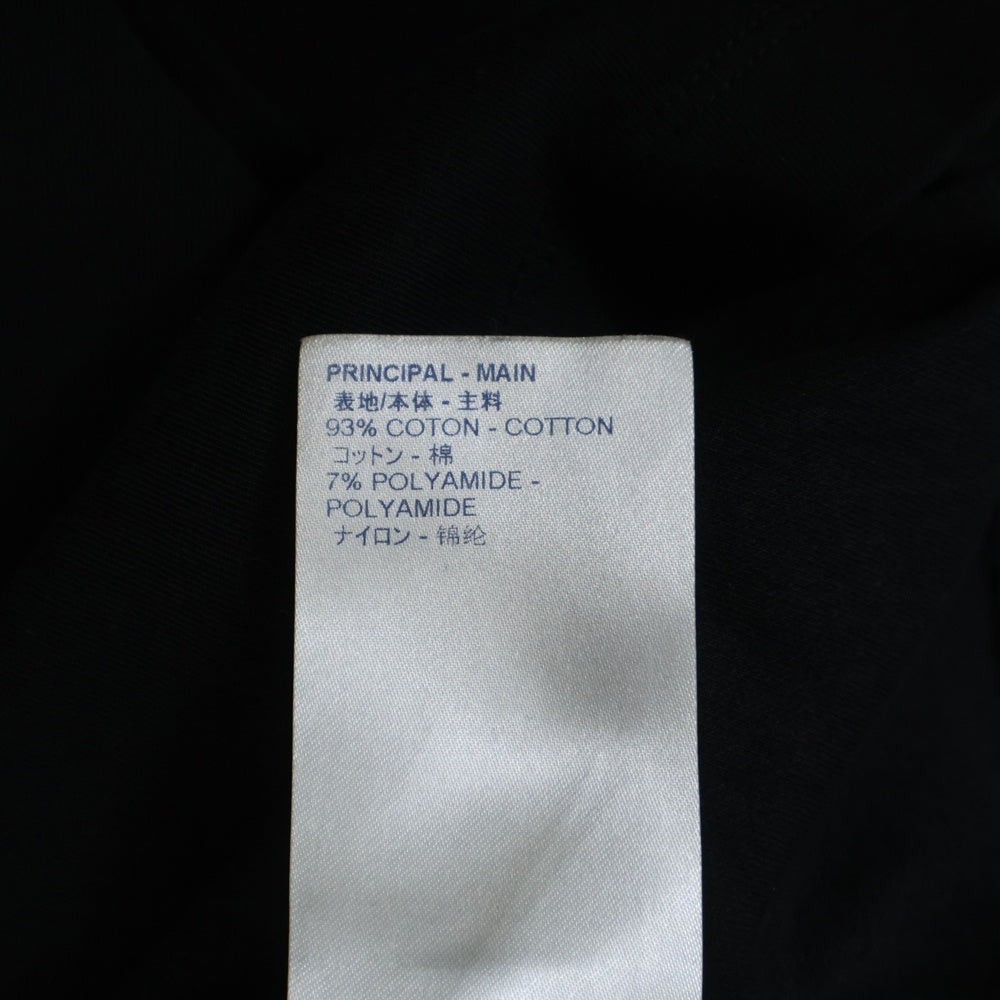 PRINCIPAL - MAIN
表地/本体 - 主料
93% COTON - COTTON
コットン - 棉
7% POLYAMIDE -
POLYAMIDE
ナイロン - 锦纶